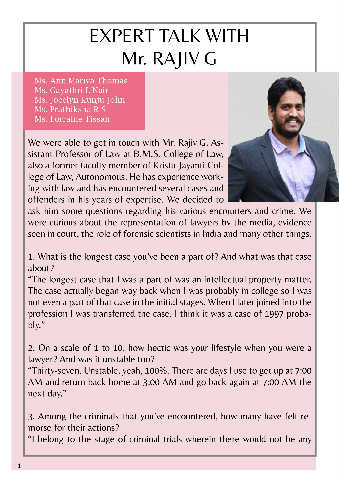 EXPERT TALK WITH
Mr. RAJIV G
Ms. Ann Mariya Thomas
Ms. Gayathri L Nair
Ms. Jocelyn Kunju John
Ms. Prathiksha R S
Ms. Lorraine Tissan
We were able to get in touch with Mr. Rajiv G, As-
sistant Professor of Law at B.M.S. College of Law,
also a former faculty member of Kristu Jayanti Col-
lege of Law, Autonomous. He has experience work-
ing with law and has encountered several cases and
offenders in his years of expertise. We decided to
ask him some questions regarding his various encounters and crime. We
were curious about the representation of lawyers by the media, evidence
seen in court, the role of forensic scientists in India and many other things.
1. What is the longest case you've been a part of? And what was that case
about?
"The longest case that I was a part of was an intellectual property matter.
The case actually began way back when I was probably in college so I was
not even a part of that case in the initial stages. When I later joined into the
profession I was transferred the case, I think it was a case of 1997 proba-
bly."
2. On a scale of 1 to 10, how hectic was your lifestyle when you were a
lawyer? And was it unstable too?
"Thirty-seven. Unstable, yeah, 100%. There are days I use to get up at 7:00
AM and return back home at 3:00 AM and go back again at 7:00 AM the
next day."
3. Among the criminals that you've encountered, how many have felt re-
morse for their actions?
"I belong to the stage of criminal trials wherein there would not be any
1